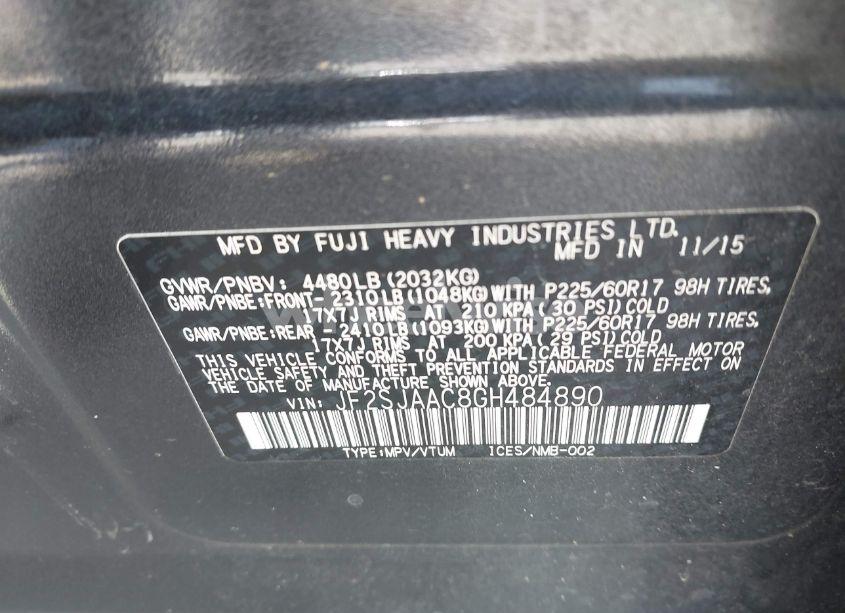 MFD BY FUJI HEAVY INDUSTRIES LTD.
MFD IN 11/15
GVWR/PNBV: 4480LB (2032KG)
GAWR/PNBE:FRONT- 2310LB(1048KG)WITH P225/60R17 98H TIRES,
17X7J RIMS AT 210 KPA( 30 PSI)COLD
GAWR/PNBE:REAR -2410LB(1093KG)WITH P225/60R17 98H TIRES,
17X7J RIMS AT 200 KPA( 29 PSI)COLD
THIS VEHICLE CONFORMS TO ALL APPLICABLE FEDERAL MOTOR
VEHICLE SAFETY AND THEFT PREVENTION STANDARDS IN EFFECT ON
THE DATE OF MANUFACTURE SHOWN ABOVE.
VIN: JF2SJAAC8GH484890
TYPE:MPV/VTUM ICES/NMB-002